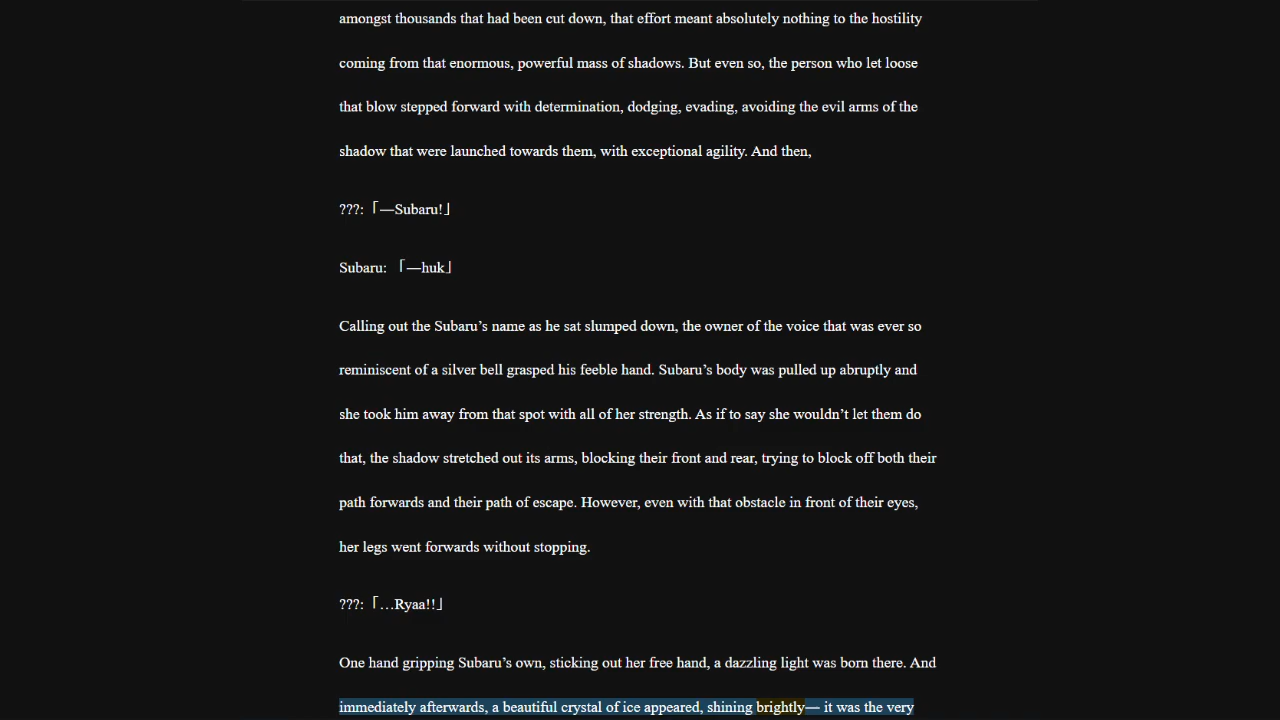 amongst thousands that had been cut down, that effort meant absolutely nothing to the hostility
coming from that enormous, powerful mass of shadows. But even so, the person who let loose
that blow stepped forward with determination, dodging, evading, avoiding the evil arms of the
shadow that were launched towards them, with exceptional agility. And then,
???:「—Subaru!」
Subaru: 「—huk」
Calling out the Subaru’s name as he sat slumped down, the owner of the voice that was ever so
reminiscent of a silver bell grasped his feeble hand. Subaru’s body was pulled up abruptly and
she took him away from that spot with all of her strength. As if to say she wouldn’t let them do
that, the shadow stretched out its arms, blocking their front and rear, trying to block off both their
path forwards and their path of escape. However, even with that obstacle in front of their eyes,
her legs went forwards without stopping.
???:「…Ryaa!!」
One hand gripping Subaru’s own, sticking out her free hand, a dazzling light was born there. And
immediately afterwards, a beautiful crystal of ice appeared, shining brightly— it was the very